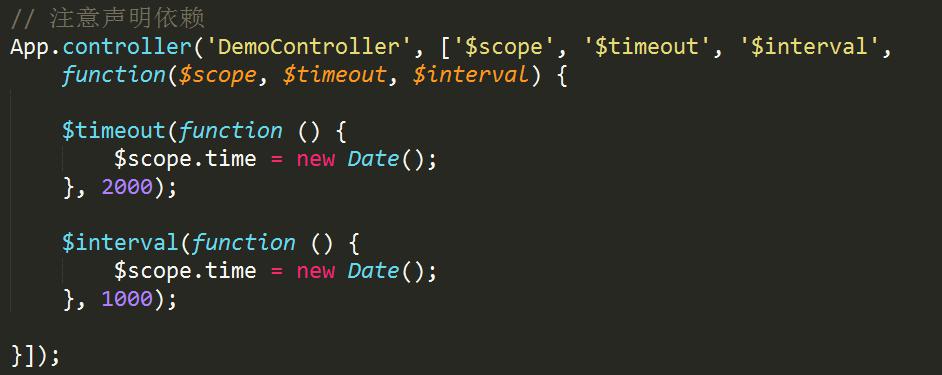 // 注意声明依赖
App.controller('DemoController', ['$scope', '$timeout', '$interval',
    function($scope, $timeout, $interval) {

    $timeout(function () {
        $scope.time = new Date();
    }, 2000);

    $interval(function () {
        $scope.time = new Date();
    }, 1000);

}]);